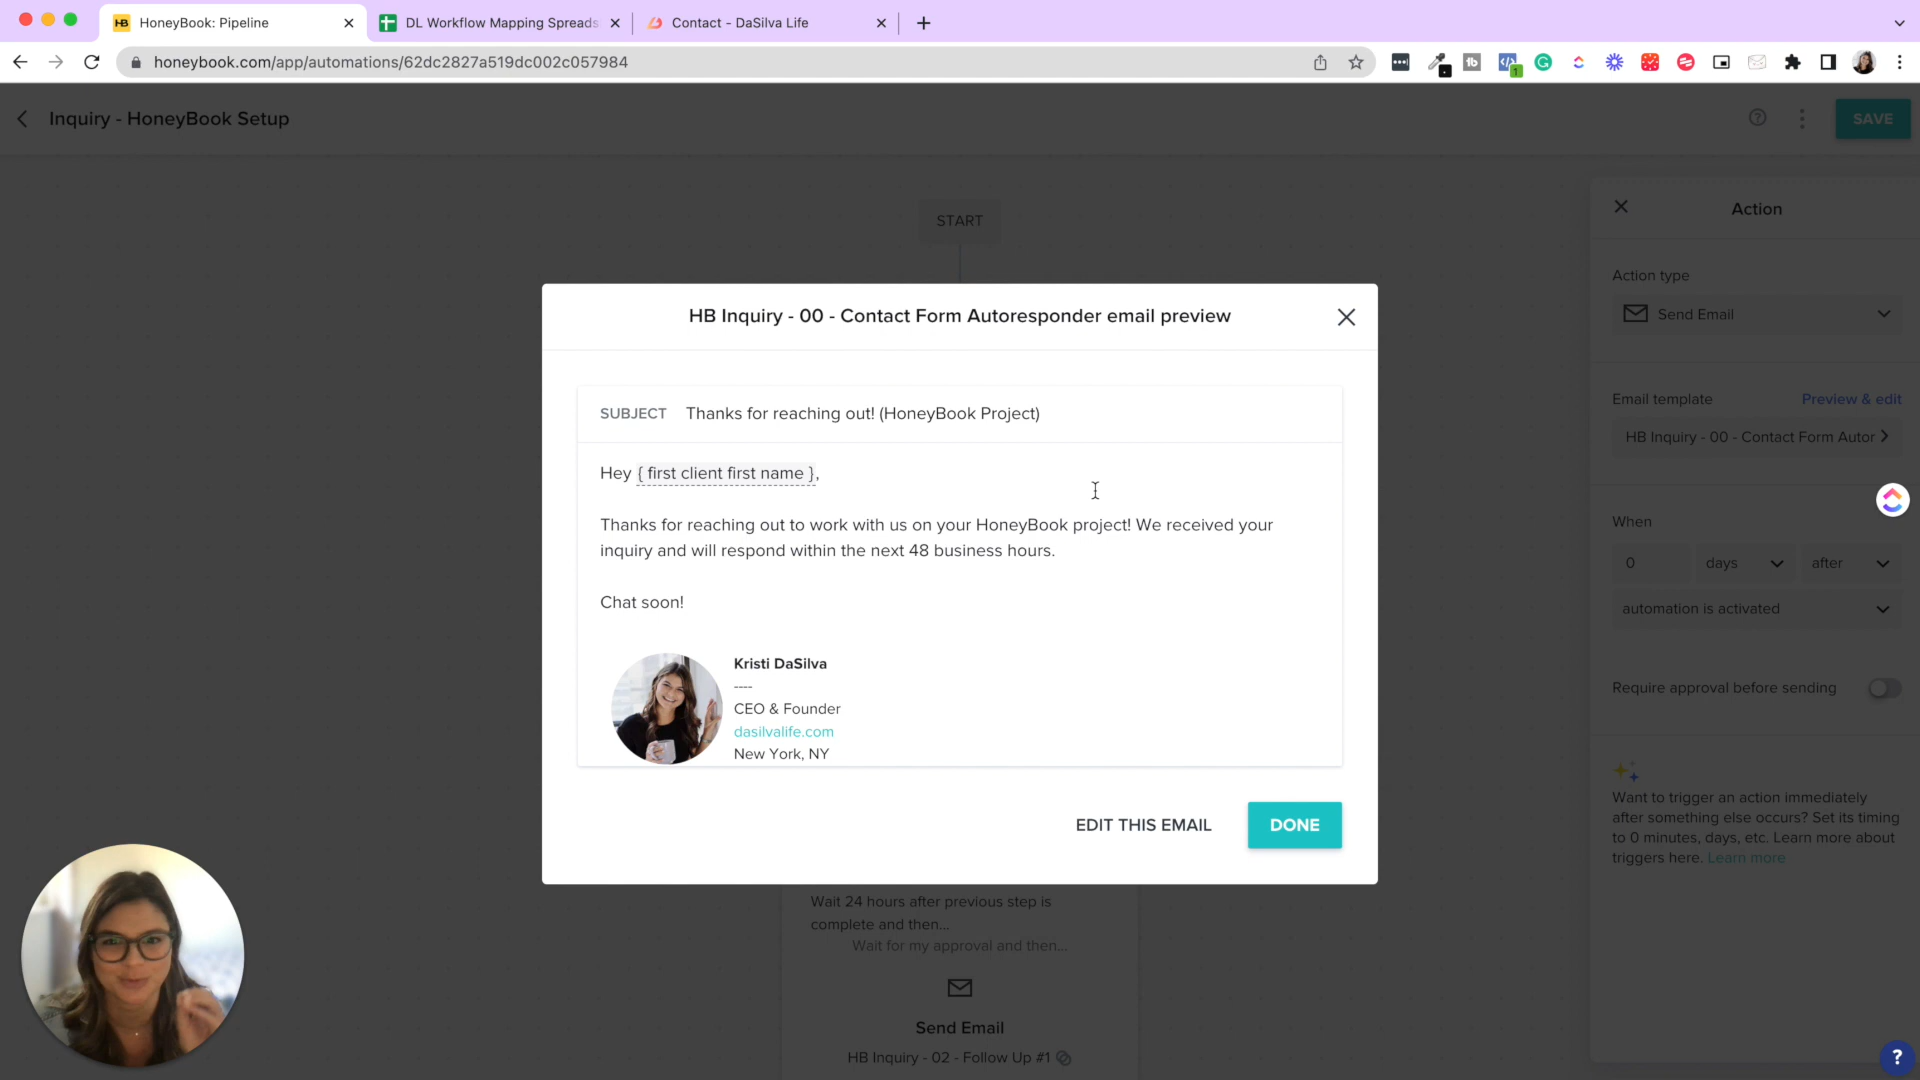 HB
HoneyBook: Pipeline
DL Workflow Mapping Spreads
Contact - DaSilva Life
honeybook.com/app/automations/62dc2827a519dc002c057984
1
Inquiry - HoneyBook Setup
SAVE
START
Action
Action type
Send Email
Email template
Preview & edit
HB Inquiry - 00 - Contact Form Autor
When
0
days
after
automation is activated
Require approval before sending
Want to trigger an action immediately
after something else occurs? Set its timing
to 0 minutes, days, etc. Learn more about
triggers here. Learn more
HB Inquiry - 00 - Contact Form Autoresponder email preview
SUBJECT
Thanks for reaching out! (HoneyBook Project)
Hey { first client first name },
Thanks for reaching out to work with us on your HoneyBook project! We received your
inquiry and will respond within the next 48 business hours.
Chat soon!
Kristi DaSilva
----
CEO & Founder
dasilvalife.com
New York, NY
EDIT THIS EMAIL
DONE
Wait 24 hours after previous step is
complete and then...
Wait for my approval and then...
Send Email
HB Inquiry - 02 - Follow Up #1
?